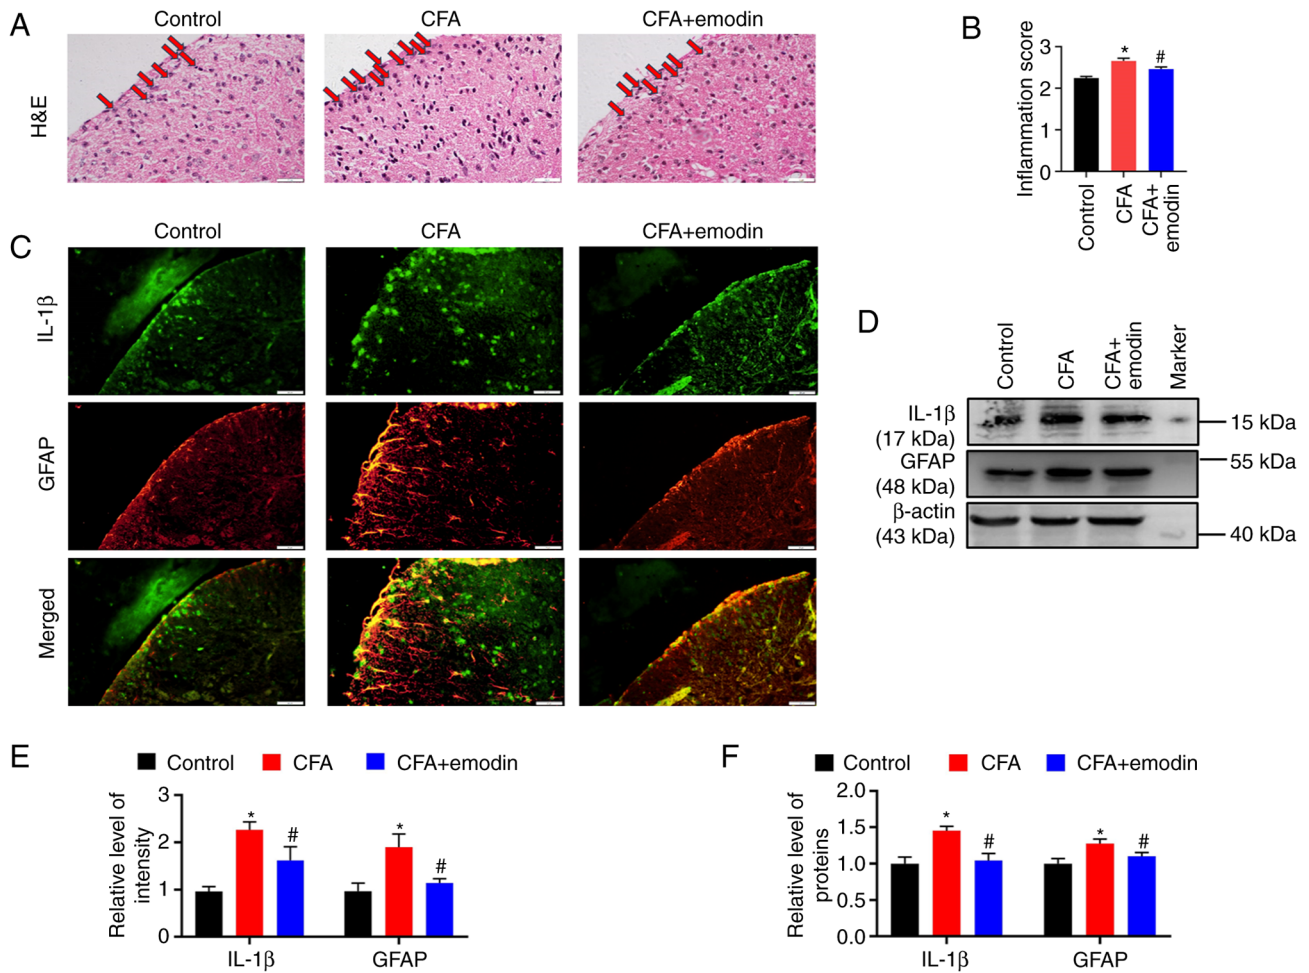 A
Control
CFA
CFA+emodin
H&E
B
Inflammation score
3
2
1
0
*
#
Control
CFA
CFA+
emodin
C
Control
CFA
CFA+emodin
IL-1β
GFAP
Merged
D
Control
CFA
CFA+
emodin
Marker
IL-1β
(17 kDa)
15 kDa
GFAP
(48 kDa)
55 kDa
β-actin
(43 kDa)
40 kDa
E
Control
CFA
CFA+emodin
Relative level of
intensity
3
2
1
0
*
#
*
#
IL-1β
GFAP
F
Control
CFA
CFA+emodin
Relative level of
proteins
2.0
1.5
1.0
0.5
0.0
*
#
*
#
IL-1β
GFAP